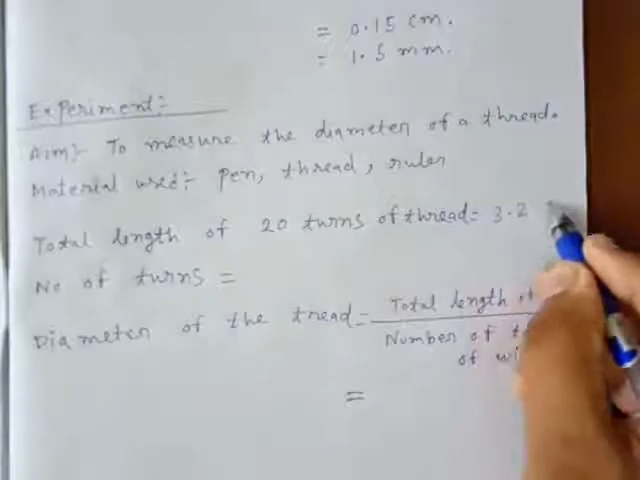 = 0.15 cm.
= 1.5 mm.
Experiment:-
Aim:- To measure the diameter of a thread.
Material used:- Pen, thread, ruler
Total length of 20 turns of thread = 3.2
No of turns =
Diameter of the tread = Total length
Number of
of
=